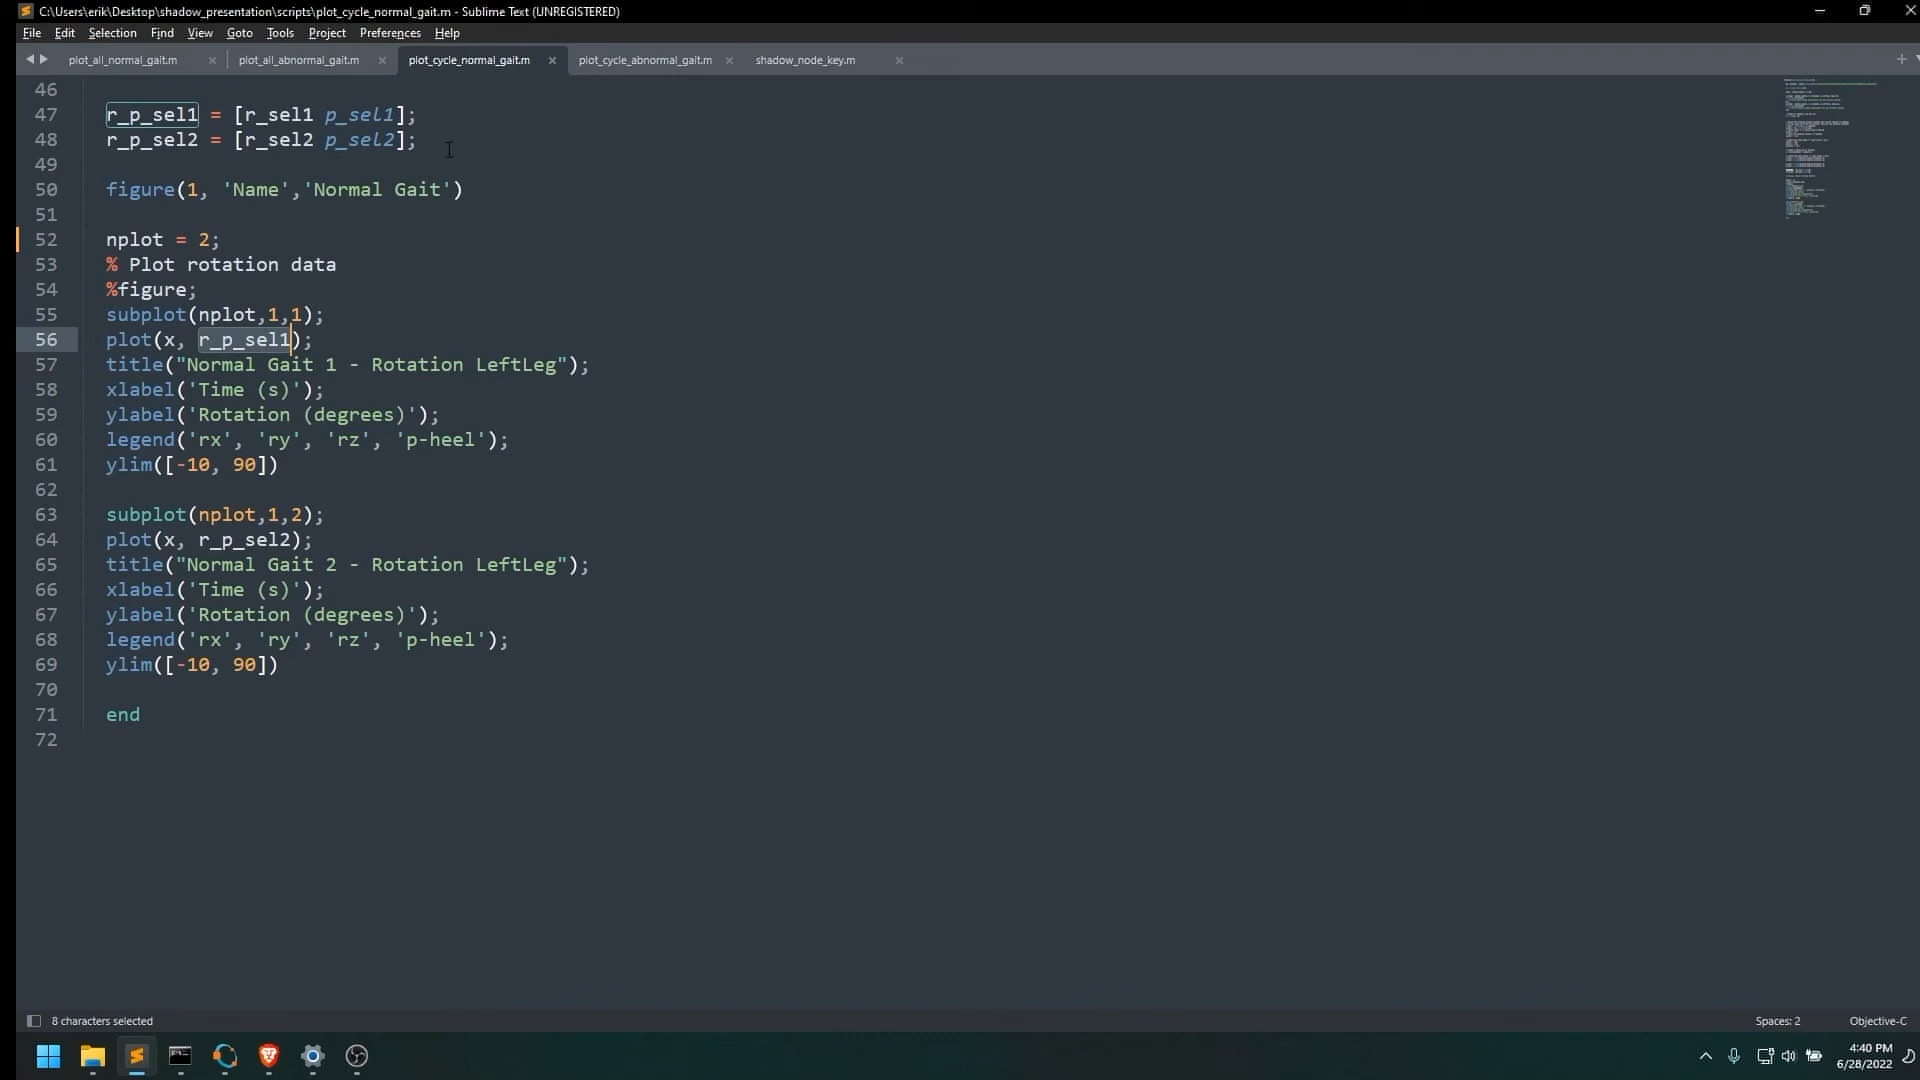 C:\Users\erik\Desktop\shadow_presentation\scripts\plot_cycle_normal_gait.m - Sublime Text (UNREGISTERED)
File Edit Selection Find View Goto Tools Project Preferences Help
plot_all_normal_gait.m plot_all_abnormal_gait.m plot_cycle_normal_gait.m plot_cycle_abnormal_gait.m shadow_node_key.m
46
47 r_p_sel1 = [r_sel1 p_sel1];
48 r_p_sel2 = [r_sel2 p_sel2];
49
50 figure(1, 'Name','Normal Gait')
51
52 nplot = 2;
53 % Plot rotation data
54 %figure;
55 subplot(nplot,1,1);
56 plot(x, r_p_sel1);
57 title("Normal Gait 1 - Rotation LeftLeg");
58 xlabel('Time (s)');
59 ylabel('Rotation (degrees)');
60 legend('rx', 'ry', 'rz', 'p-heel');
61 ylim([-10, 90])
62
63 subplot(nplot,1,2);
64 plot(x, r_p_sel2);
65 title("Normal Gait 2 - Rotation LeftLeg");
66 xlabel('Time (s)');
67 ylabel('Rotation (degrees)');
68 legend('rx', 'ry', 'rz', 'p-heel');
69 ylim([-10, 90])
70
71 end
72
8 characters selected Spaces: 2 Objective-C
4:40 PM
6/28/2022